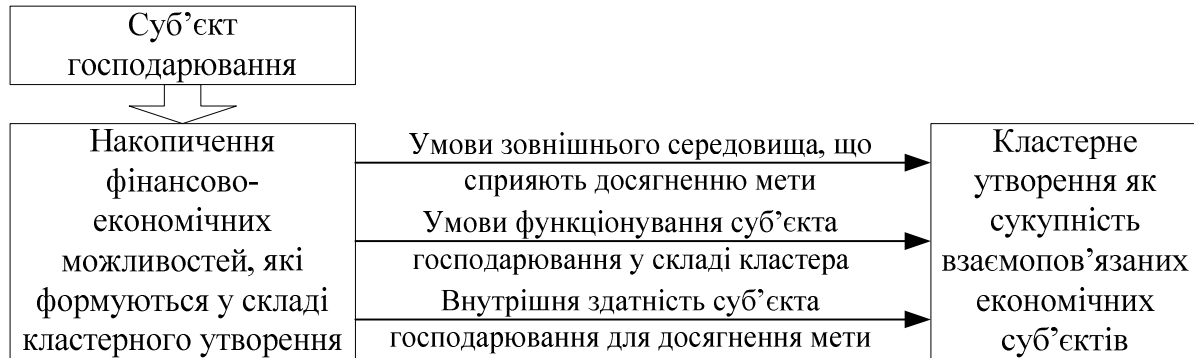 Суб’єкт
господарювання
Накопичення
фінансово-
економічних
можливостей, які
формуються у складі
кластерного утворення
Умови зовнішнього середовища, що
сприяють досягненню мети
Умови функціонування суб’єкта
господарювання у складі кластера
Внутрішня здатність суб’єкта
господарювання для досягнення мети
Кластерне
утворення як
сукупність
взаємопов’язаних
економічних
суб’єктів